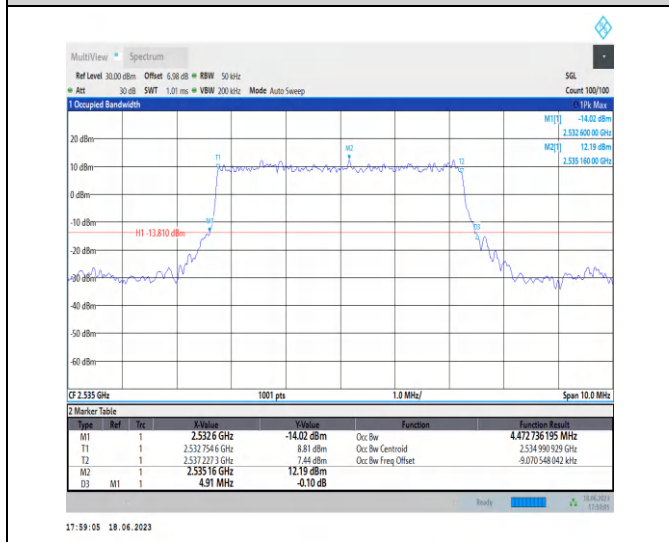 MultiView Spectrum
Ref Level 30.00 dBm Offset 6.98 dB RBW 50 kHz SGL
Att 30 dB SWT 1.01 ms VBW 200 kHz Mode Auto Sweep Count 100/100
1 Occupied Bandwidth 1Pk Max
M1[1] -14.02 dBm
2.532 600 00 GHz
M2[1] 12.19 dBm
2.535 160 00 GHz
20 dBm
M2
T1
T2
10 dBm
0 dBm
-10 dBm
M1
D3
H1 -13.810 dBm
-20 dBm
-30 dBm
-40 dBm
-50 dBm
-60 dBm
CF 2.535 GHz 1001 pts 1.0 MHz/ Span 10.0 MHz
2 Marker Table
Type Ref Trc X-Value Y-Value Function Function Result
M1 1 2.5326 GHz -14.02 dBm Occ Bw 4.472 736 195 MHz
T1 1 2.532 754 6 GHz 8.81 dBm Occ Bw Centroid 2.534 990 929 GHz
T2 1 2.537 227 3 GHz 7.44 dBm Occ Bw Freq Offset -9.070 548 042 kHz
M2 1 2.535 16 GHz 12.19 dBm
D3 M1 1 4.91 MHz -0.10 dB
Ready 18.06.2023
17:59:05
17:59:05 18.06.2023